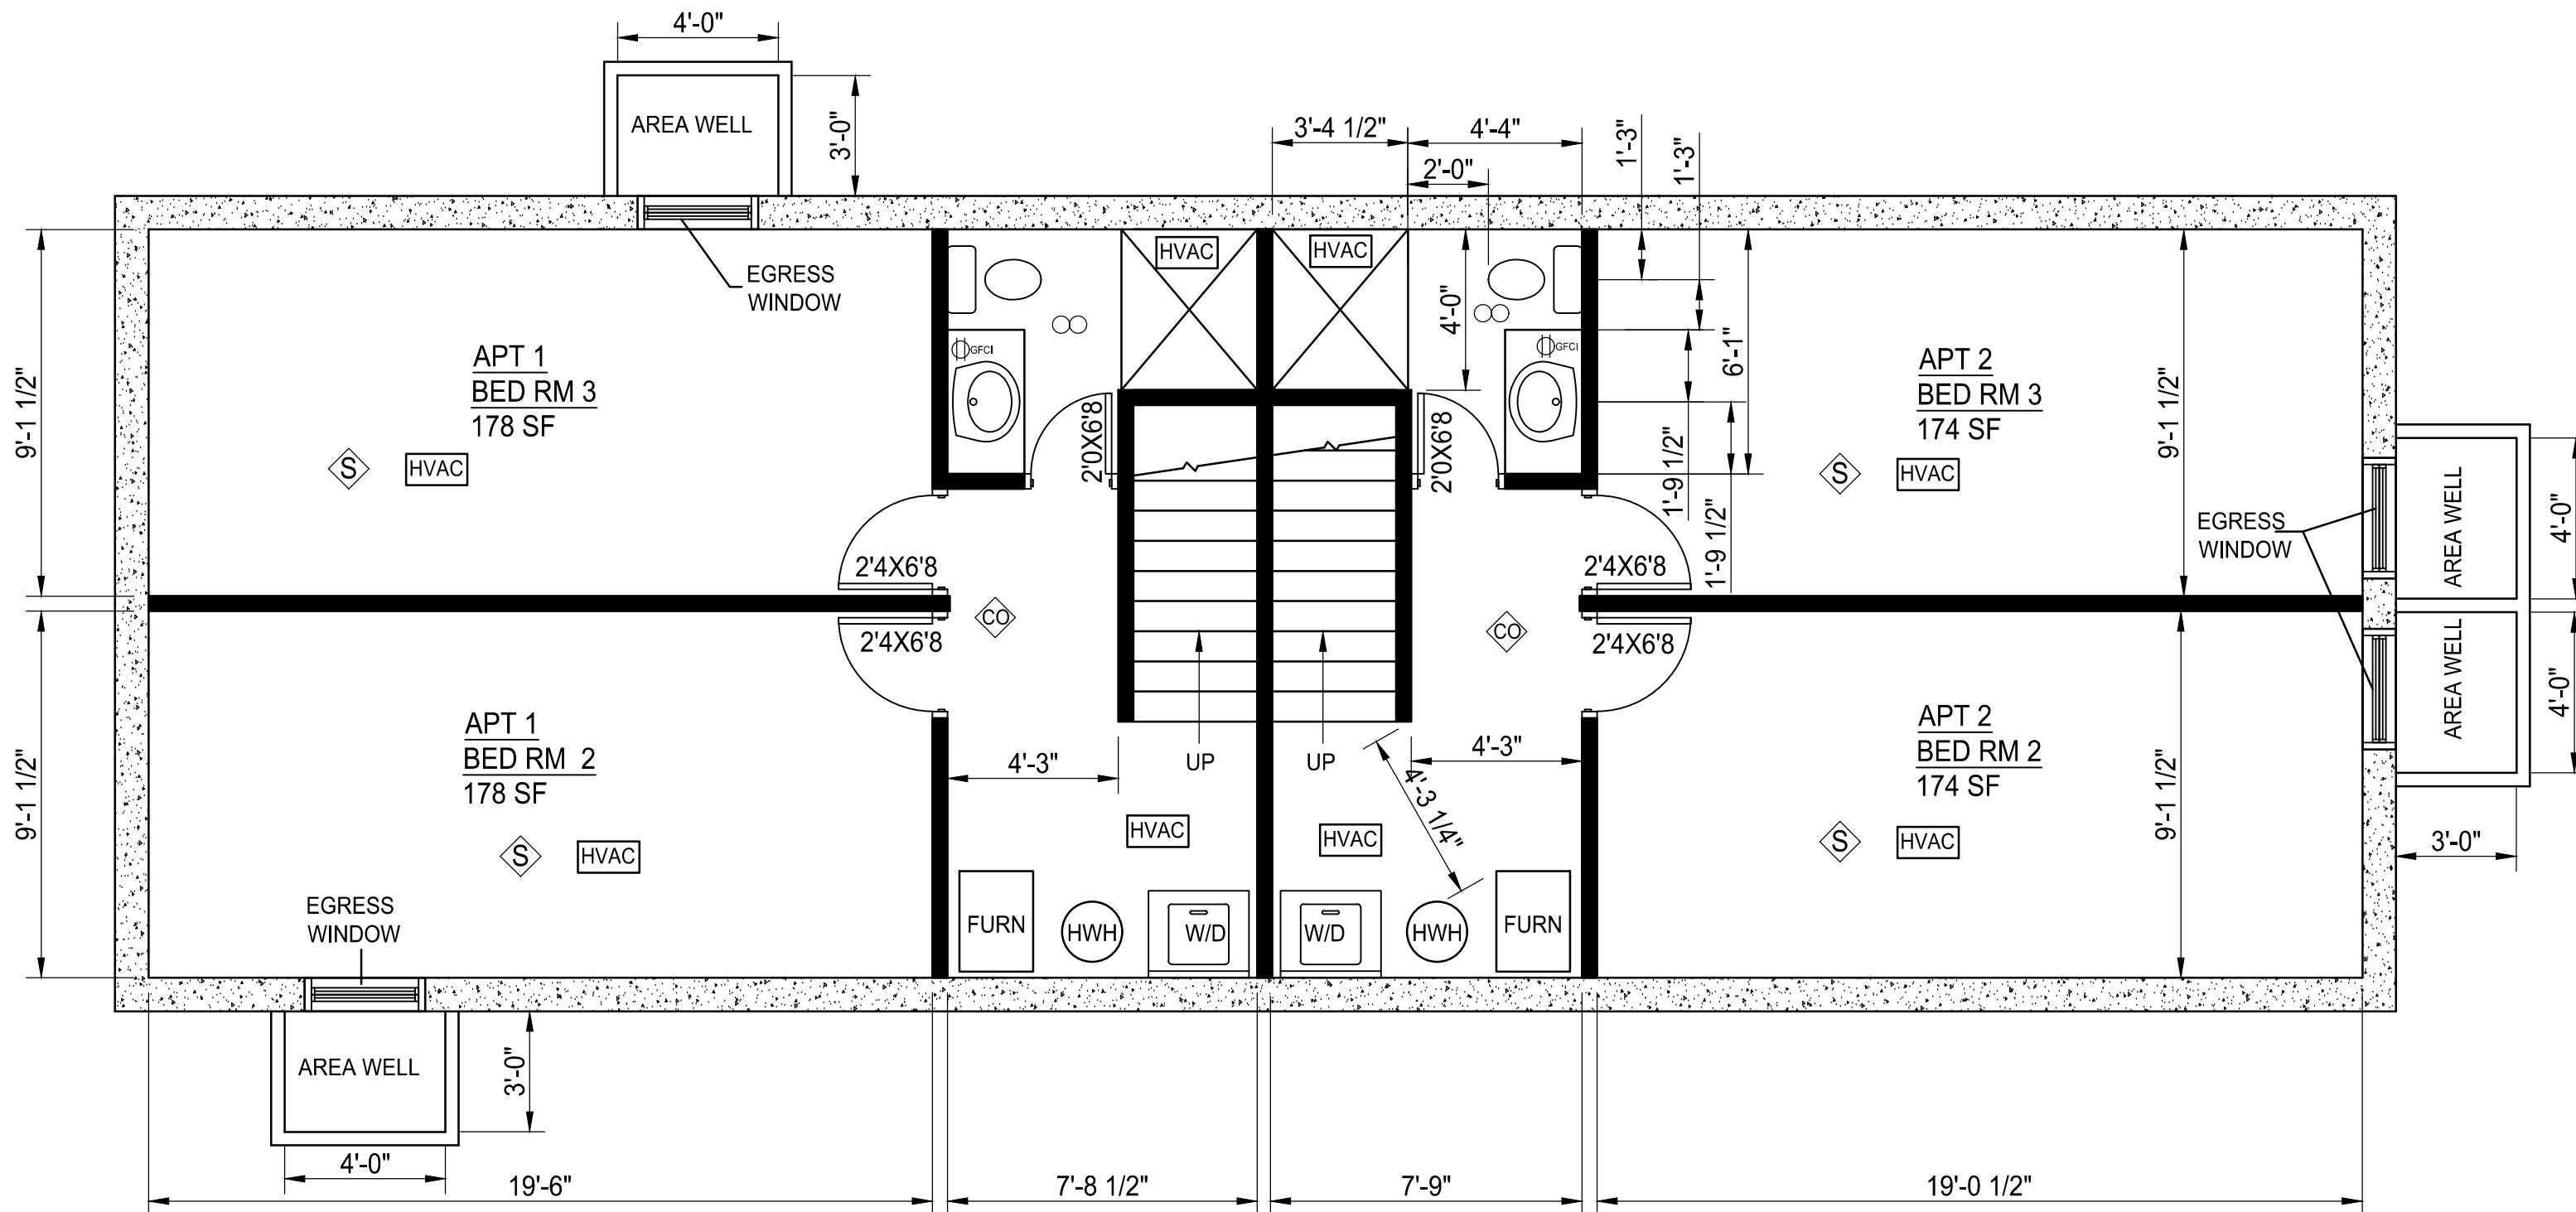 4'-0"
AREA WELL
3'-0"
3'-4 1/2"
4'-4"
2'-0"
1'-3"
1'-3"
HVAC
HVAC
EGRESS
WINDOW
4'-0"
6'-1"
GFCI
GFCI
9'-1 1/2"
APT 1
BED RM 3
178 SF
S
HVAC
2'0X6'8
2'0X6'8
1'-9 1/2"
1'-9 1/2"
APT 2
BED RM 3
174 SF
S
HVAC
9'-1 1/2"
EGRESS
WINDOW
AREA WELL
4'-0"
2'4X6'8
2'4X6'8
CO
CO
2'4X6'8
2'4X6'8
9'-1 1/2"
APT 1
BED RM 2
178 SF
S
HVAC
4'-3"
UP
UP
4'-3"
4'-3 1/4"
HVAC
HVAC
APT 2
BED RM 2
174 SF
S
HVAC
9'-1 1/2"
AREA WELL
4'-0"
3'-0"
EGRESS
WINDOW
FURN
HWH
W/D
W/D
HWH
FURN
AREA WELL
3'-0"
4'-0"
19'-6"
7'-8 1/2"
7'-9"
19'-0 1/2"